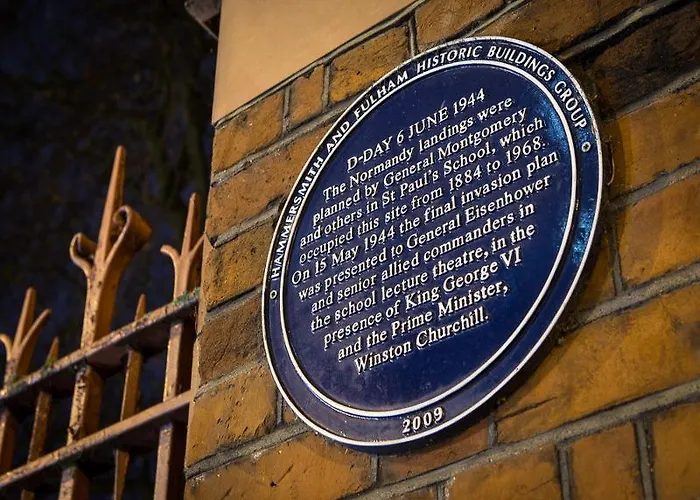 HAMMERSMITH AND FULHAM HISTORIC BUILDINGS GROUP
D-DAY 6 JUNE 1944
The Normandy landings were
planned by General Montgomery
and others in St Paul's School, which
occupied this site from 1884 to 1968.
On 15 May 1944 the final invasion plan
was presented to General Eisenhower
and senior allied commanders in
the school lecture theatre, in the
presence of King George VI
and the Prime Minister,
Winston Churchill.
2009